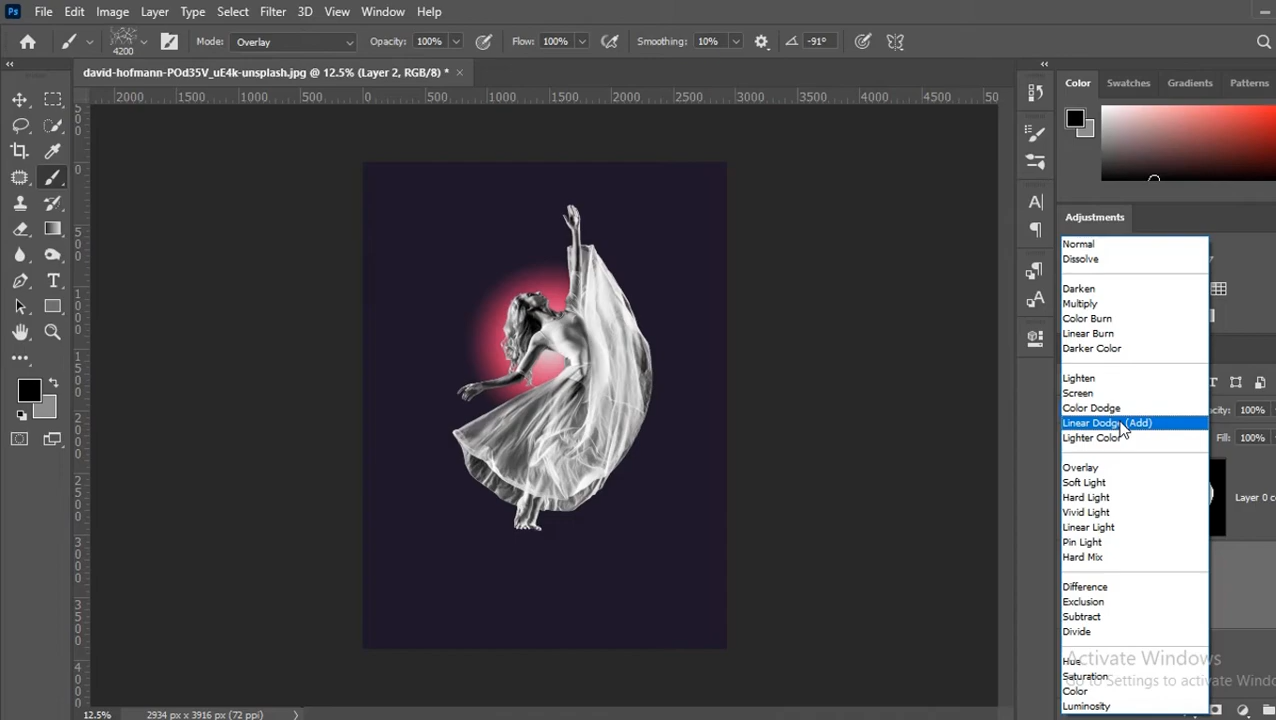 Ps File Edit Image Layer Type Select Filter 3D View Window Help
4200 Mode: Overlay Opacity: 100% Flow: 100% Smoothing: 10% -91°
david-hofmann-POd35V_uE4k-unsplash.jpg @ 12.5% (Layer 2, RGB/8) * ×
Color Swatches Gradients Patterns
2000 1500 1000 500 0 500 1000 1500 2000 2500 3000 3500 4000 4500 50
Adjustments
Normal
Dissolve
Darken
Multiply
Color Burn
Linear Burn
Darker Color
Lighten
Screen
Color Dodge
Linear Dodge (Add)
Lighter Color
Overlay
Soft Light
Hard Light
Vivid Light
Linear Light
Pin Light
Hard Mix
Difference
Exclusion
Subtract
Divide
Hue
Saturation
Color
Luminosity
pacity: 100%
Fill: 100%
Layer 0 c
Activate Windows
Go to Settings to activate Win
12.5% 2934 px x 3916 px (72 ppi)